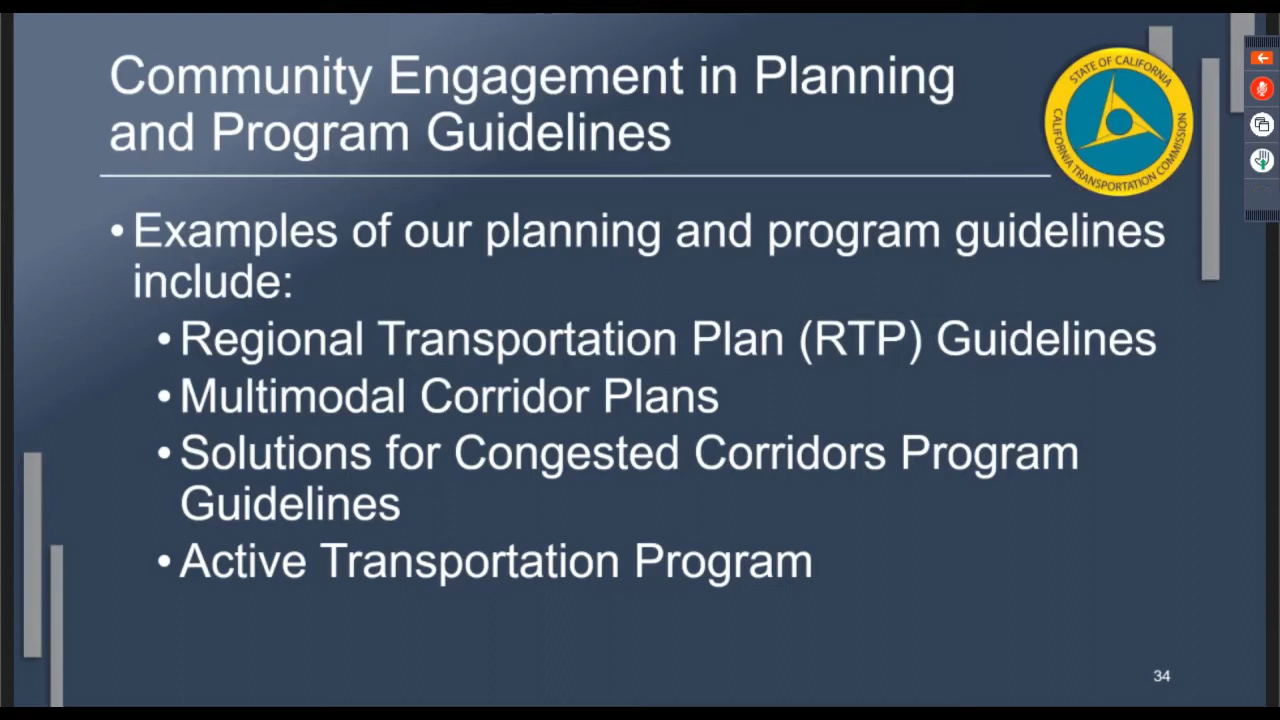 Community Engagement in Planning
and Program Guidelines
STATE OF CALIFORNIA
CALIFORNIA TRANSPORTATION COMMISSION
• Examples of our planning and program guidelines
include:
• Regional Transportation Plan (RTP) Guidelines
• Multimodal Corridor Plans
• Solutions for Congested Corridors Program
Guidelines
• Active Transportation Program
34